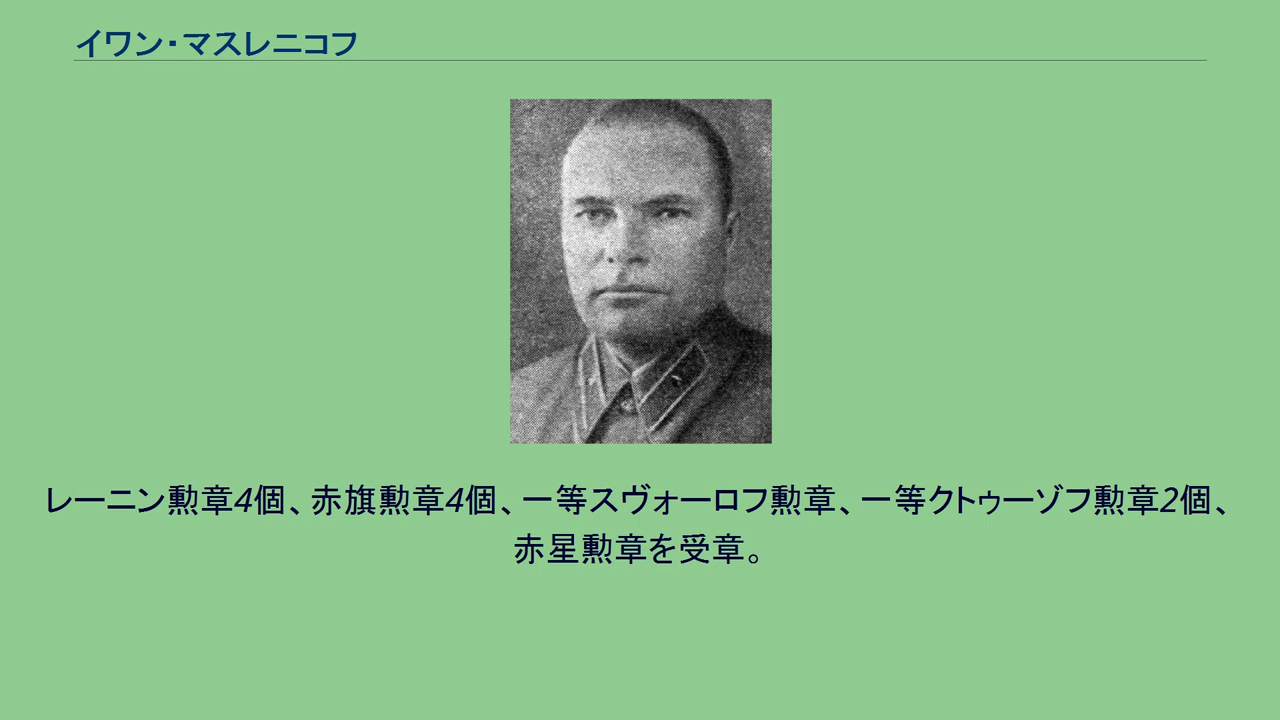 イワン・マスレニコフ
レーニン勲章4個、赤旗勲章4個、一等スヴォーロフ勲章、一等クトゥーゾフ勲章2個、
赤星勲章を受章。